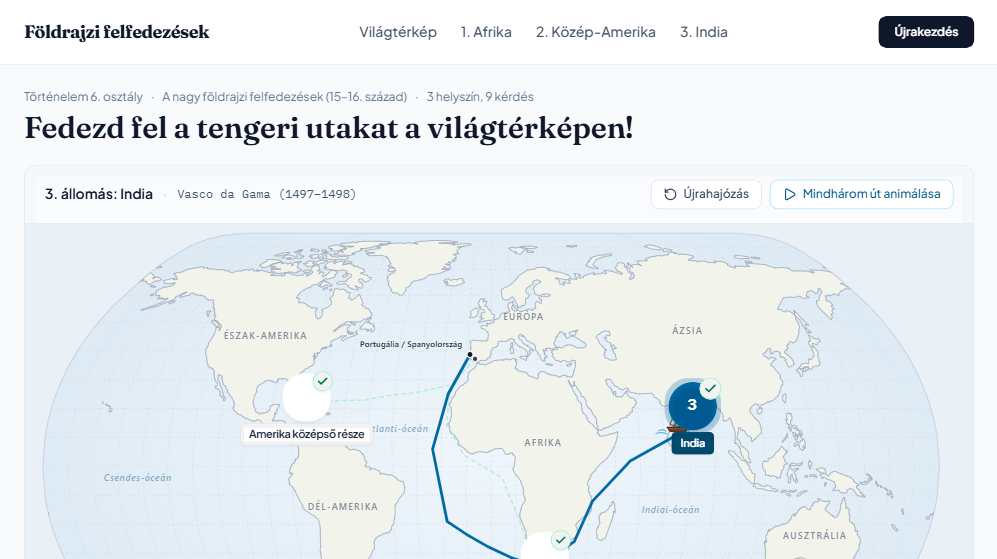 Földrajzi felfedezések
Világtérkép
1. Afrika
2. Közép-Amerika
3. India
Újrakezdés
Történelem 6. osztály · A nagy földrajzi felfedezések (15–16. század) · 3 helyszín, 9 kérdés
Fedezd fel a tengeri utakat a világtérképen!
3. állomás: India · Vasco da Gama (1497–1498)
Újrahajózás
Mindhárom út animálása
EURÓPA
ÁZSIA
ÉSZAK-AMERIKA
Portugália / Spanyolország
3
Amerika középső része
tlanti-óceán
AFRIKA
India
Csendes-óceán
DÉL-AMERIKA
Indiai-óceán
AUSZTRÁLIA